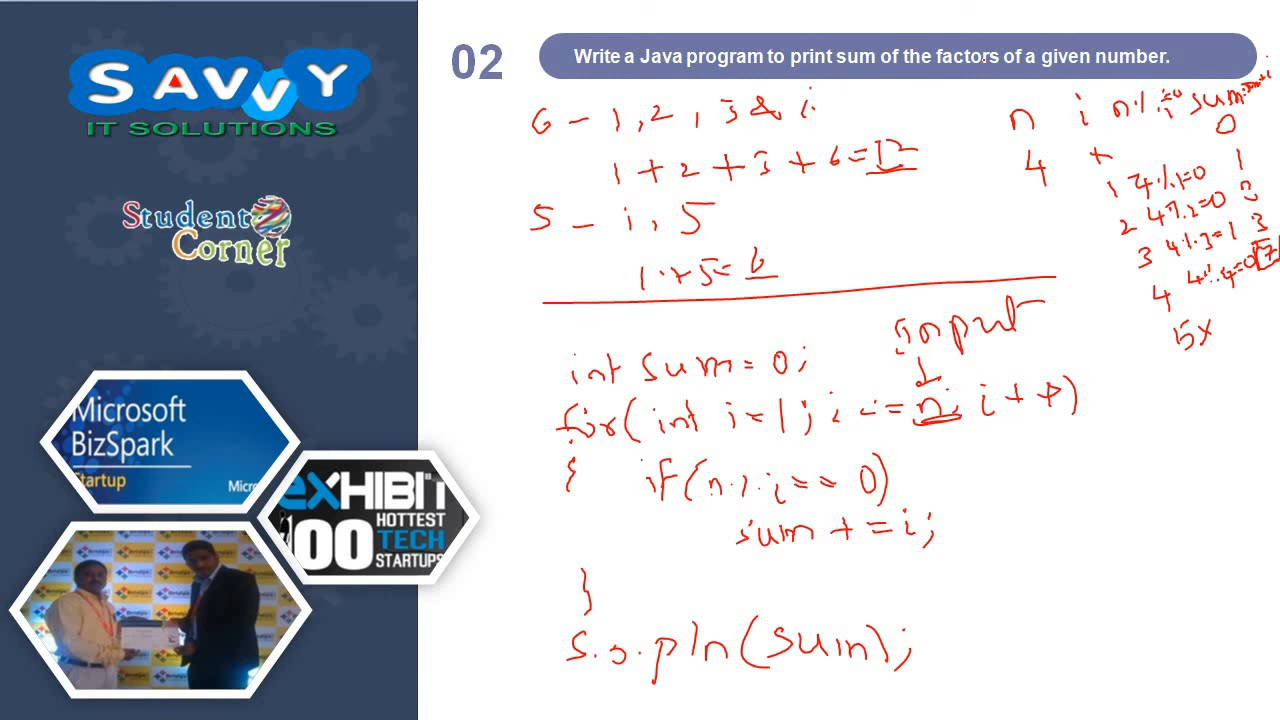 SAVVY
IT SOLUTIONS
Student
Corner
Microsoft
BizSpark
Startup
Micro
eXHIBIT
100
HOTTEST
TECH
STARTUPS
02
Write a Java program to print sum of the factors of a given number.
6 - 1, 2, 3 & 6
1 + 2 + 3 + 6 = 12
5 - 1, 5
1 + 5 = 6
n i n%i==0 sum=sum+i
0
4
1 4%1=0 1
2 4%2=0 3
3 4%3=1 3
4 4%4=0 7
5x
input
int sum = 0;
for(int i=1; i <= n; i++)
{
if(n%i == 0)
sum += i;
}
s.o.pln(sum);